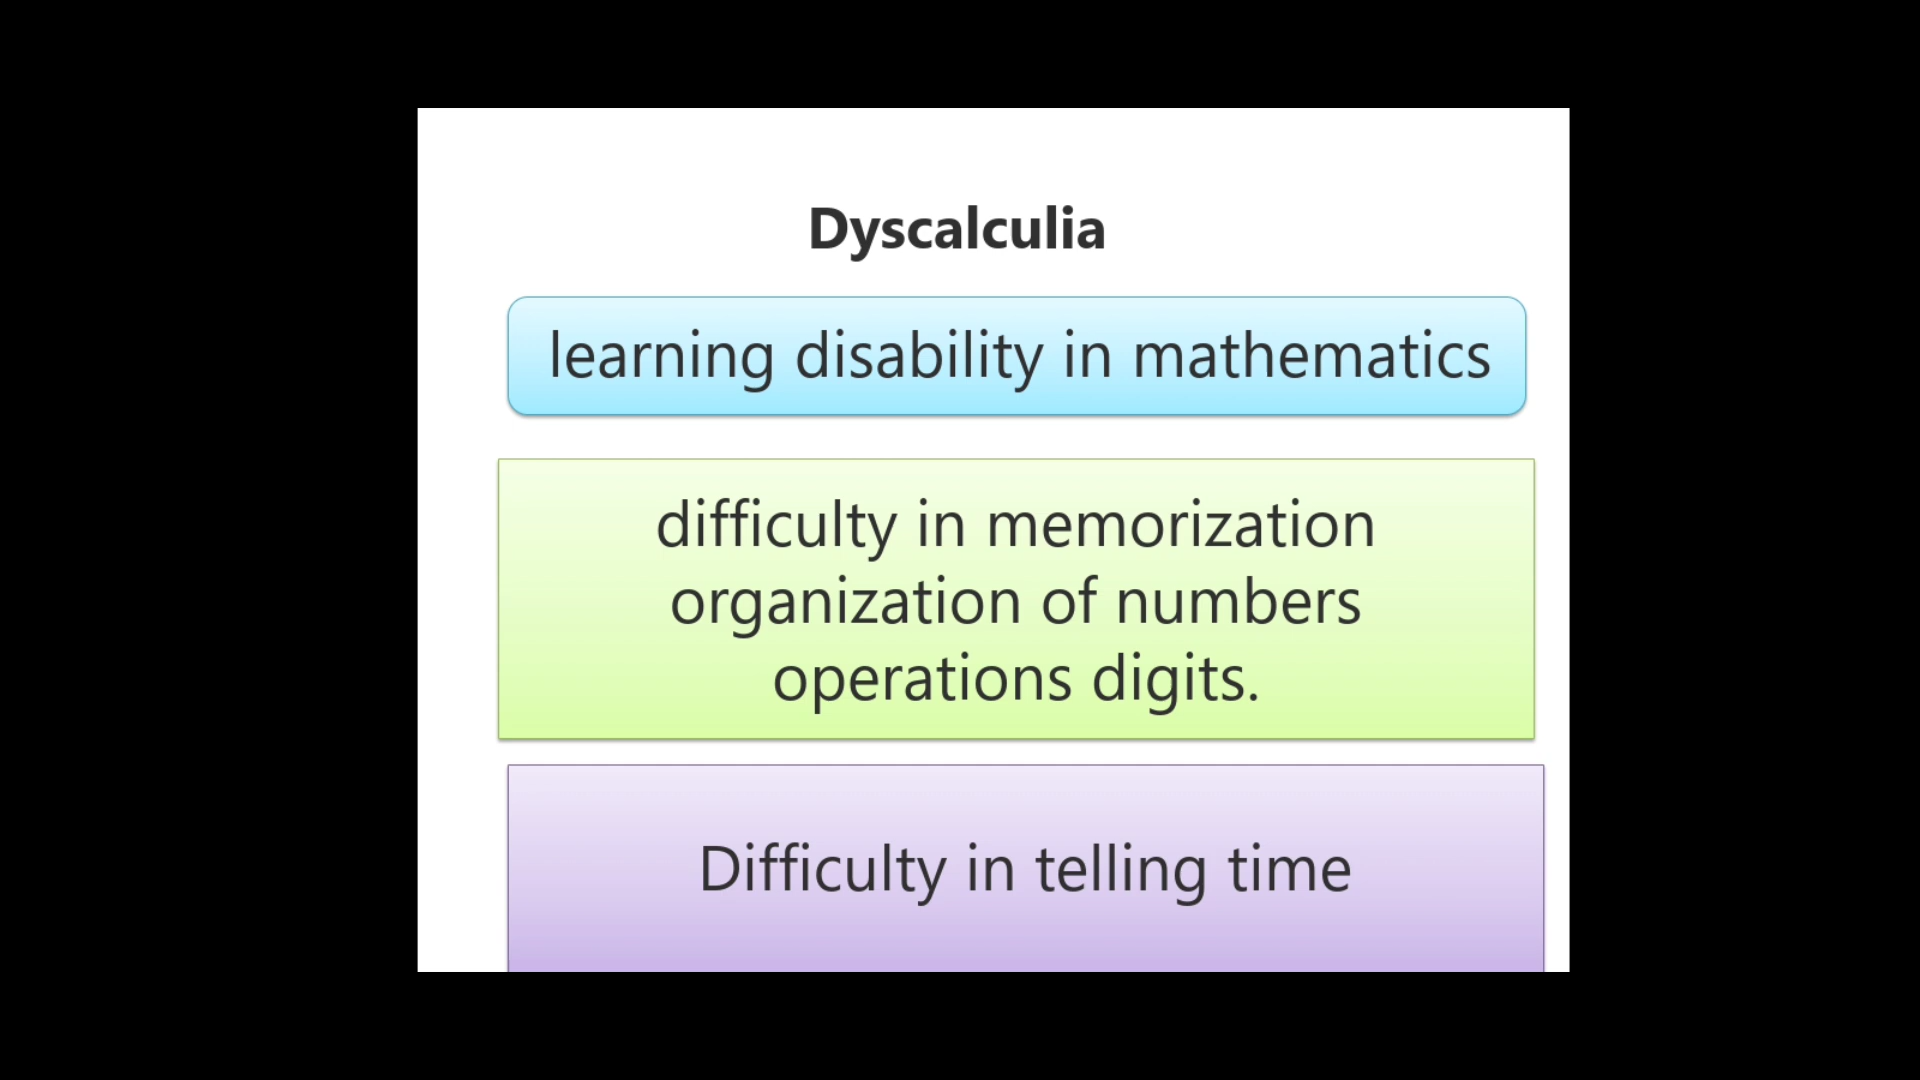 Dyscalculia
learning disability in mathematics
difficulty in memorization
organization of numbers
operations digits.
Difficulty in telling time